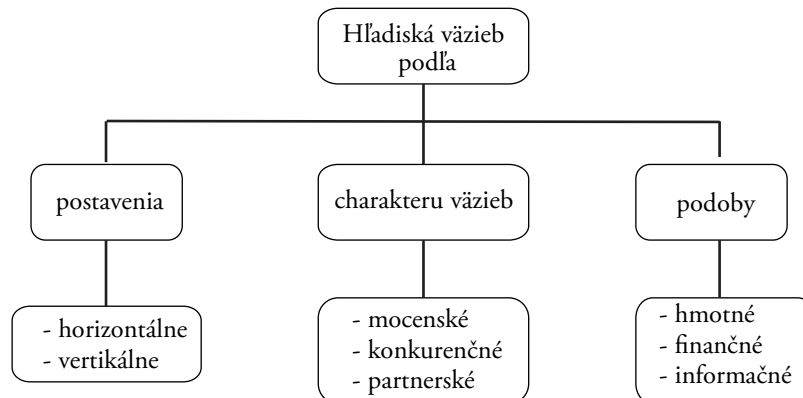 Hľadiská väzieb
podľa
postavenia
charakteru väzieb
podoby
- horizontálne
- vertikálne
- mocenské
- konkurenčné
- partnerské
- hmotné
- finančné
- informačné